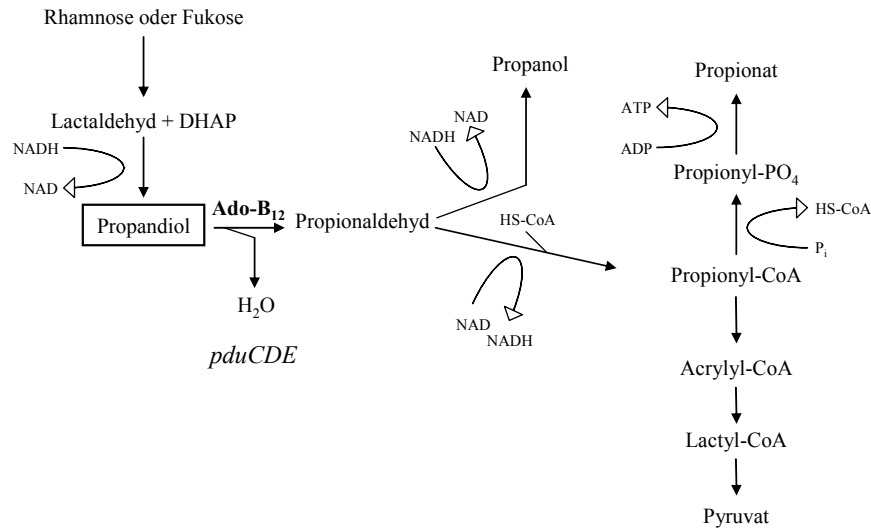 Rhamnose oder Fukose
Lactaldehyd + DHAP
NADH
NAD
Propandiol
Ado-B₁₂
H₂O
pduCDE
Propionaldehyd
Propanol
NAD
NADH
HS-CoA
NAD
NADH
Propionat
ATP
ADP
Propionyl-PO₄
HS-CoA
Pᵢ
Propionyl-CoA
Acrylyl-CoA
Lactyl-CoA
Pyruvat